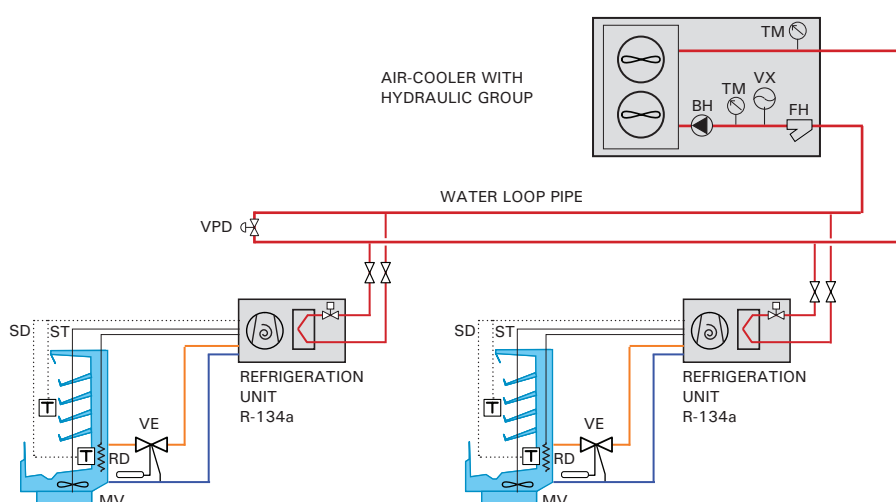 TM
AIR-COOLER WITH
HYDRAULIC GROUP
TM
VX
BH
FH
WATER LOOP PIPE
VPD
SD
ST
REFRIGERATION
UNIT
R-134a
T
VE
T
RD
MV
SD
ST
REFRIGERATION
UNIT
R-134a
T
VE
T
RD
MV